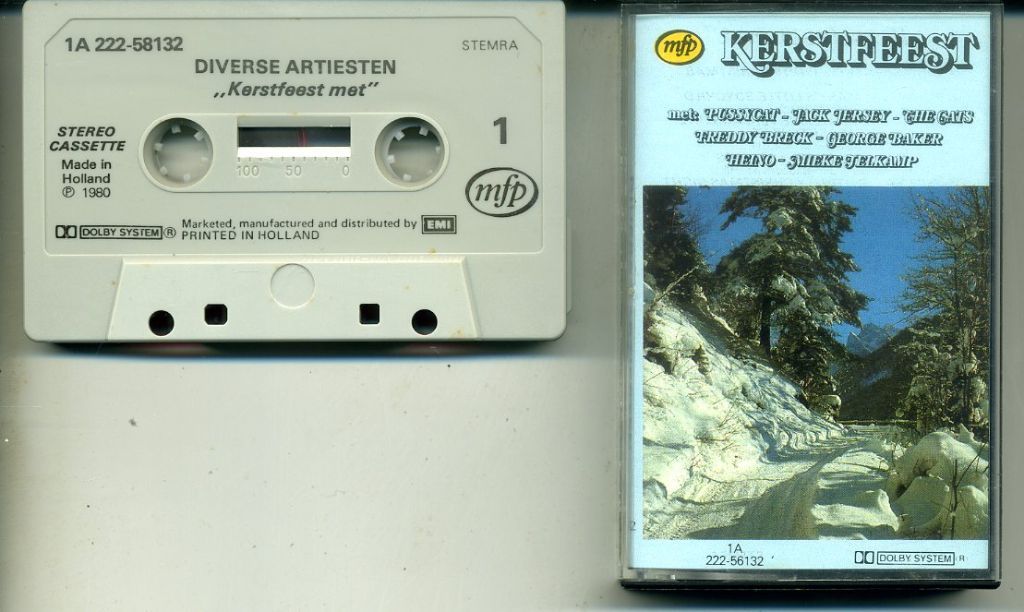 1A 222-58132
STEMRA
DIVERSE ARTIESTEN
„Kerstfeest met”
STEREO
CASSETTE
Made in
Holland
℗ 1980
100 50 0
1
mfp
DOLBY SYSTEM ®
Marketed, manufactured and distributed by EMI
PRINTED IN HOLLAND
mfp KERSTFEEST
met: PUSSYCAT - JACK JERSEY - THE CATS
FREDDY BRECK - GEORGE BAKER
HEINO - MIEKE TELKAMP
1A
222-56132
DOLBY SYSTEM R